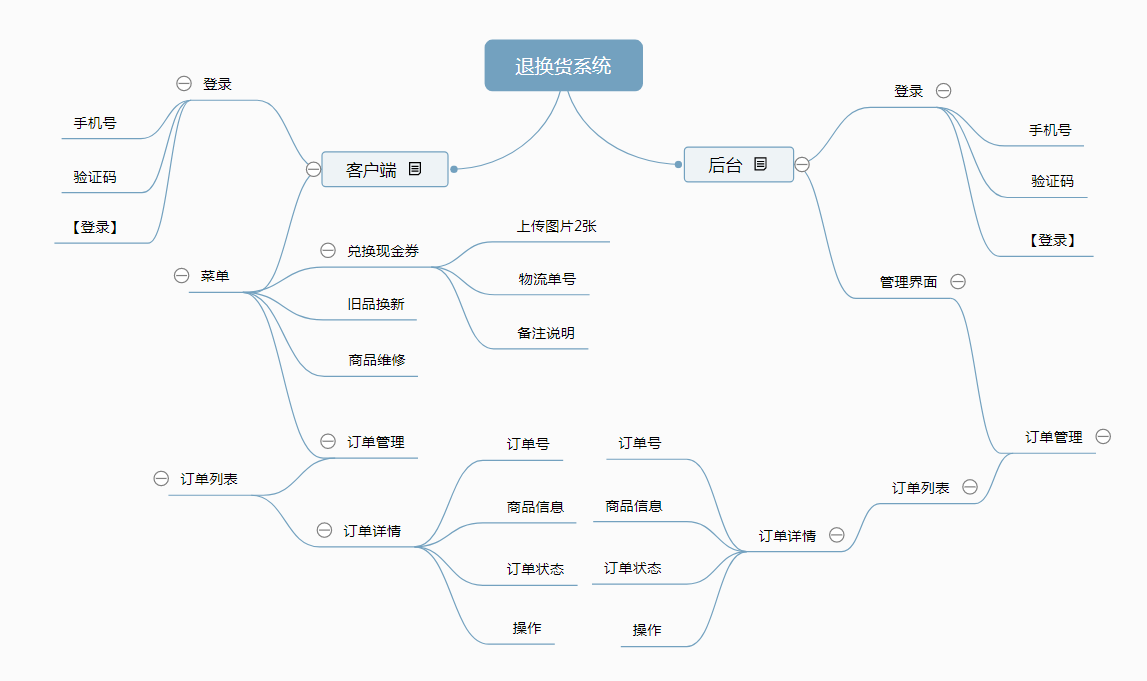 退换货系统
客户端
登录
手机号
验证码
【登录】
菜单
兑换现金券
上传图片2张
物流单号
备注说明
旧品换新
商品维修
订单管理
订单列表
订单详情
订单号
商品信息
订单状态
操作
后台
登录
手机号
验证码
【登录】
管理界面
订单管理
订单列表
订单详情
订单号
商品信息
订单状态
操作